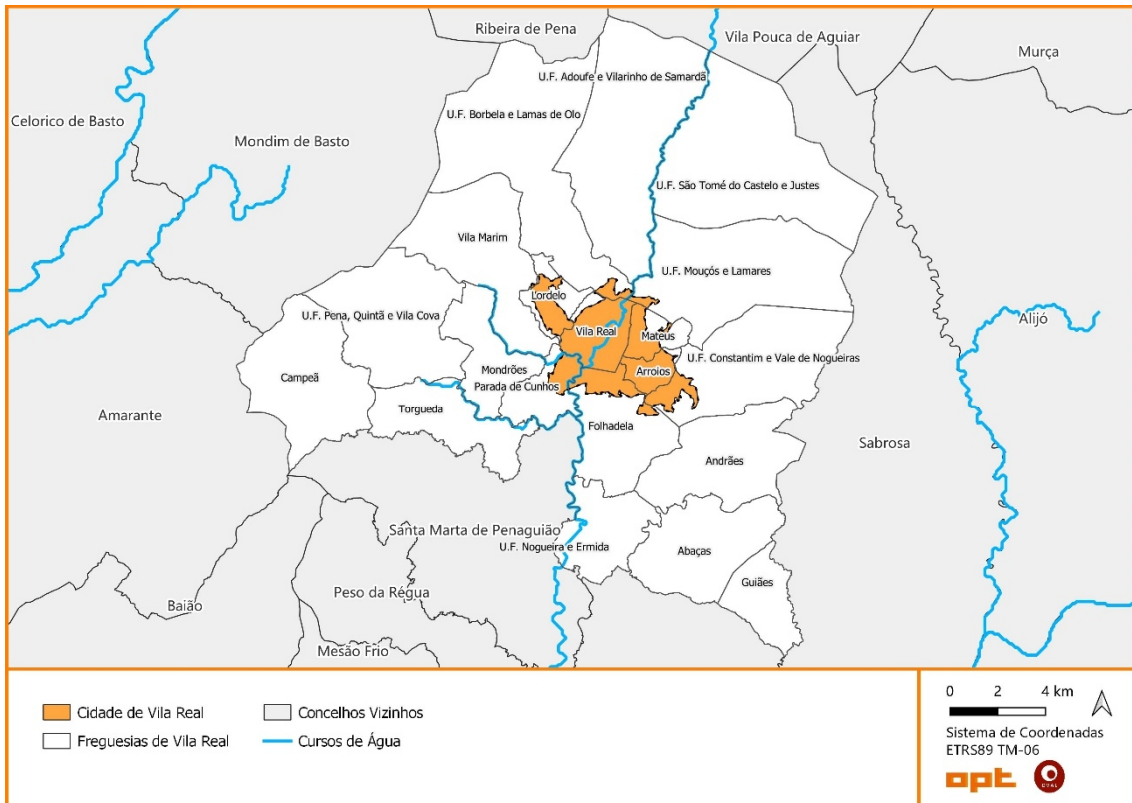 Ribeira de Pena
Vila Pouca de Aguiar
Murça
U.F. Adoufe e Vilarinho de Samardã
U.F. Borbela e Lamas de Olo
Celorico de Basto
Mondim de Basto
U.F. São Tomé do Castelo e Justes
Vila Marim
U.F. Mouçós e Lamares
Lordelo
U.F. Pena, Quintã e Vila Cova
Vila Real
Mateus
Alijó
U.F. Constantim e Vale de Nogueiras
Mondrões
Arroios
Campeã
Parada de Cunhos
Torgueda
Amarante
Folhadela
Sabrosa
Andrães
Santa Marta de Penaguião
U.F. Nogueira e Ermida
Abaças
Guiães
Peso da Régua
Baião
Mesão Frio
Cidade de Vila Real
Concelhos Vizinhos
Freguesias de Vila Real
Cursos de Água
0 2 4 km
Sistema de Coordenadas
ETRS89 TM-06
opt